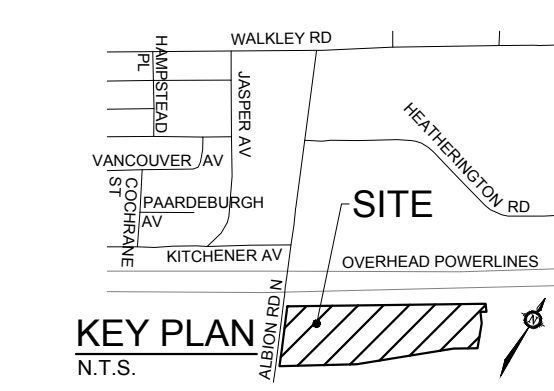 WALKLEY RD
HAMPSTEAD
PL
JASPER AV
HEATHERINGTON
RD
VANCOUVER AV
COCHRANE
ST
PAARDEBURGH
AV
SITE
KITCHENER AV
OVERHEAD POWERLINES
ALBION RD N
N
KEY PLAN
N.T.S.